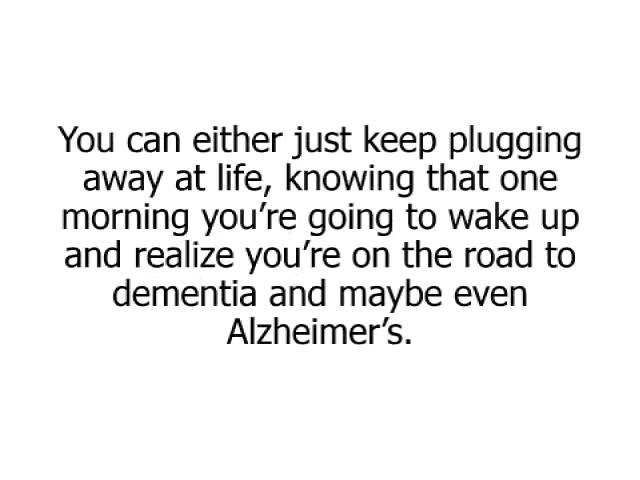 You can either just keep plugging
away at life, knowing that one
morning you’re going to wake up
and realize you’re on the road to
dementia and maybe even
Alzheimer’s.